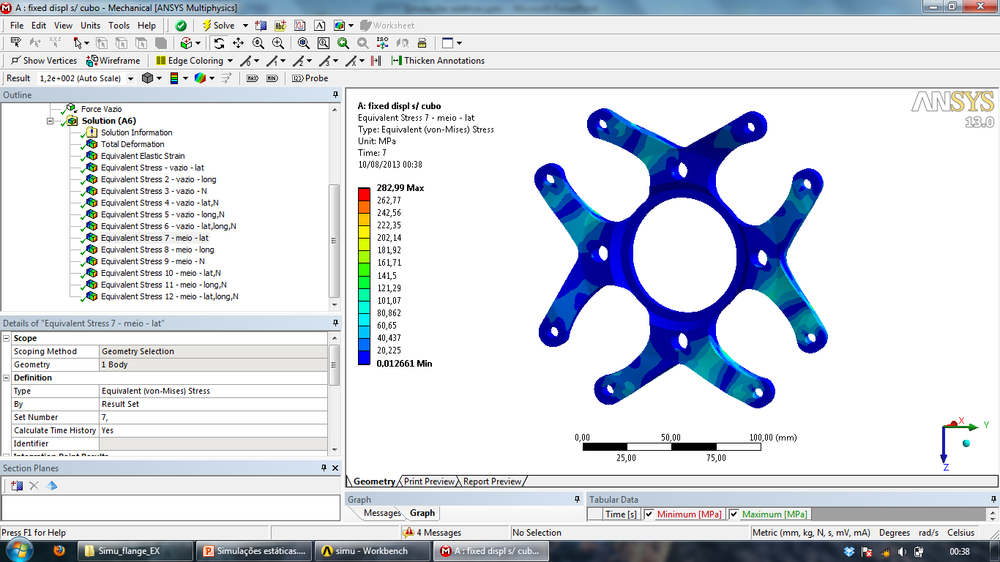 A : fixed displ s/ cubo - Mechanical [ANSYS Multiphysics]
File Edit View Units Tools Help Solve Worksheet
Show Vertices Wireframe Edge Coloring Thicken Annotations
Result 1,2e+002 (Auto Scale) MAX MIN 123 Probe
Outline
Force Vazio
Solution (A6)
Solution Information
Total Deformation
Equivalent Elastic Strain
Equivalent Stress - vazio - lat
Equivalent Stress 2 - vazio - long
Equivalent Stress 3 - vazio - N
Equivalent Stress 4 - vazio - lat,N
Equivalent Stress 5 - vazio - long,N
Equivalent Stress 6 - vazio - lat,long,N
Equivalent Stress 7 - meio - lat
Equivalent Stress 8 - meio - long
Equivalent Stress 9 - meio - N
Equivalent Stress 10 - meio - lat,N
Equivalent Stress 11 - meio - long,N
Equivalent Stress 12 - meio - lat,long,N
Details of "Equivalent Stress 7 - meio - lat"
Scope
Scoping Method Geometry Selection
Geometry 1 Body
Definition
Type Equivalent (von-Mises) Stress
By Result Set
Set Number 7,
Calculate Time History Yes
Identifier
Integration Point Results
Section Planes
A: fixed displ s/ cubo
Equivalent Stress 7 - meio - lat
Type: Equivalent (von-Mises) Stress
Unit: MPa
Time: 7
10/08/2013 00:38
282,99 Max
262,77
242,56
222,35
202,14
181,92
161,71
141,5
121,29
101,07
80,862
60,65
40,437
20,225
0,012661 Min
ANSYS
13.0
0,00 50,00 100,00 (mm)
25,00 75,00
X
Y
Z
Geometry Print Preview Report Preview
Graph
Messages Graph
Tabular Data
Time [s] Minimum [MPa] Maximum [MPa]
Press F1 for Help 4 Messages No Selection Metric (mm, kg, N, s, mV, mA) Degrees rad/s Celsius
Simu_flange_EX Simulações estáticas.... simu - Workbench A : fixed displ s/ cub... 00:38